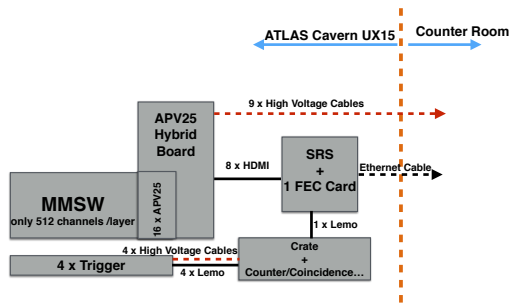 ATLAS Cavern UX15
Counter Room
9 x High Voltage Cables
APV25
Hybrid
Board
SRS
+
1 FEC Card
8 x HDMI
Ethernet Cable
MMSW
only 512 channels /layer
16 x APV25
1 x Lemo
4 x High Voltage Cables
4 x Trigger
4 x Lemo
Crate
+
Counter/Coincidence...